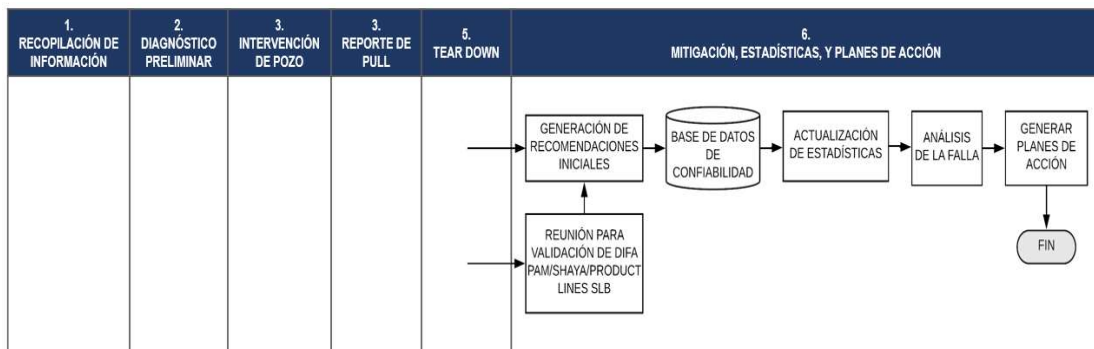 1.
RECOPILACIÓN DE
INFORMACIÓN
2.
DIAGNÓSTICO
PRELIMINAR
3.
INTERVENCIÓN
DE POZO
3.
REPORTE DE
PULL
5.
TEAR DOWN
6.
MITIGACIÓN, ESTADÍSTICAS, Y PLANES DE ACCIÓN
GENERACIÓN DE
RECOMENDACIONES
INICIALES
BASE DE DATOS
DE
CONFIABILIDAD
ACTUALIZACIÓN
DE ESTADÍSTICAS
ANÁLISIS
DE LA FALLA
GENERAR
PLANES DE
ACCIÓN
REUNIÓN PARA
VALIDACIÓN DE DIFA
PAM/SHAYA/PRODUCT
LINES SLB
FIN